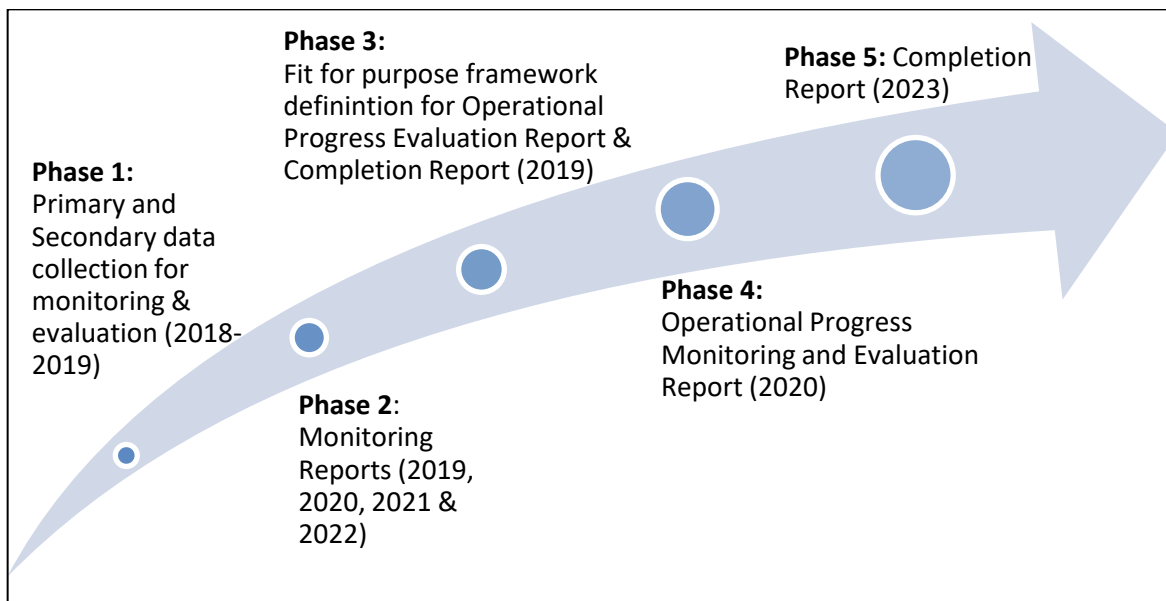 Phase 1:
Primary and
Secondary data
collection for
monitoring &
evaluation (2018-
2019)
Phase 2:
Monitoring
Reports (2019,
2020, 2021 &
2022)
Phase 3:
Fit for purpose framework
definintion for Operational
Progress Evaluation Report &
Completion Report (2019)
Phase 4:
Operational Progress
Monitoring and Evaluation
Report (2020)
Phase 5: Completion
Report (2023)